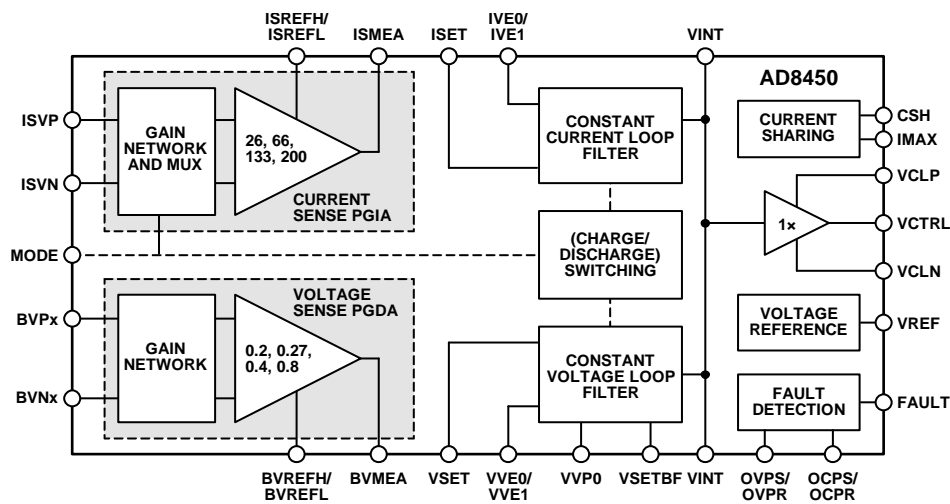 ISREFH/
ISREFL
ISMEA
ISET
IVE0/
IVE1
VINT
AD8450
ISVP
ISVN
MODE
BVPx
BVNx
GAIN
NETWORK
AND MUX
26, 66,
133, 200
CURRENT
SENSE PGIA
CONSTANT
CURRENT LOOP
FILTER
CURRENT
SHARING
CSH
IMAX
VCLP
1×
VCTRL
VCLN
(CHARGE/
DISCHARGE)
SWITCHING
VOLTAGE
SENSE PGDA
GAIN
NETWORK
0.2, 0.27,
0.4, 0.8
CONSTANT
VOLTAGE LOOP
FILTER
VOLTAGE
REFERENCE
VREF
FAULT
DETECTION
FAULT
BVREFH/
BVREFL
BVMEA
VSET
VVE0/
VVE1
VVP0
VSETBF
VINT
OVPS/
OVPR
OCPS/
OCPR